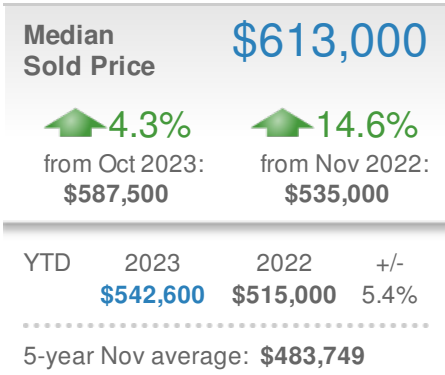 Median
Sold Price
$613,000
4.3%
14.6%
from Oct 2023:
from Nov 2022:
$587,500
$535,000
YTD 2023 2022 +/-
$542,600 $515,000 5.4%
5-year Nov average: $483,749